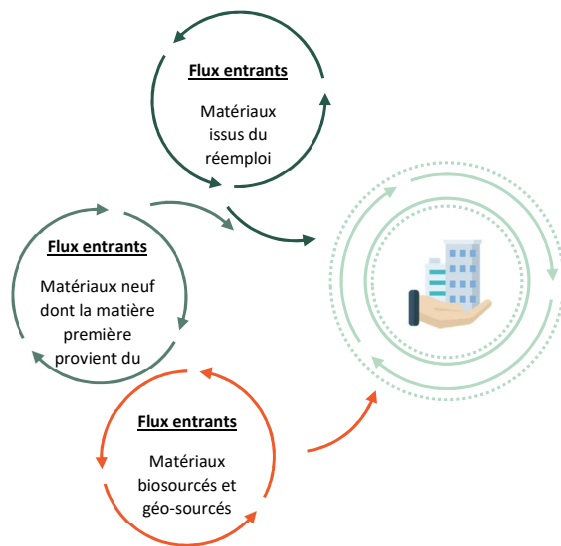 Flux entrants
Matériaux
issus du
réemploi
Flux entrants
Matériaux neuf
dont la matière
première
provient du
Flux entrants
Matériaux
biosourcés et
géo-sourcés